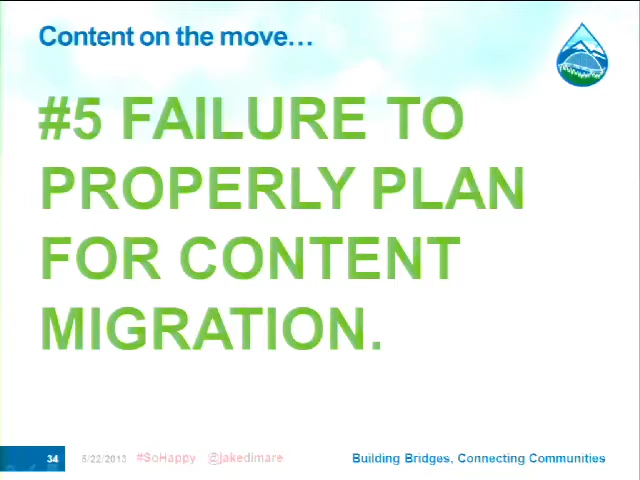 Content on the move…
#5 FAILURE TO
PROPERLY PLAN
FOR CONTENT
MIGRATION.
34 5/22/2013 #SoHappy @jakedimare Building Bridges, Connecting Communities